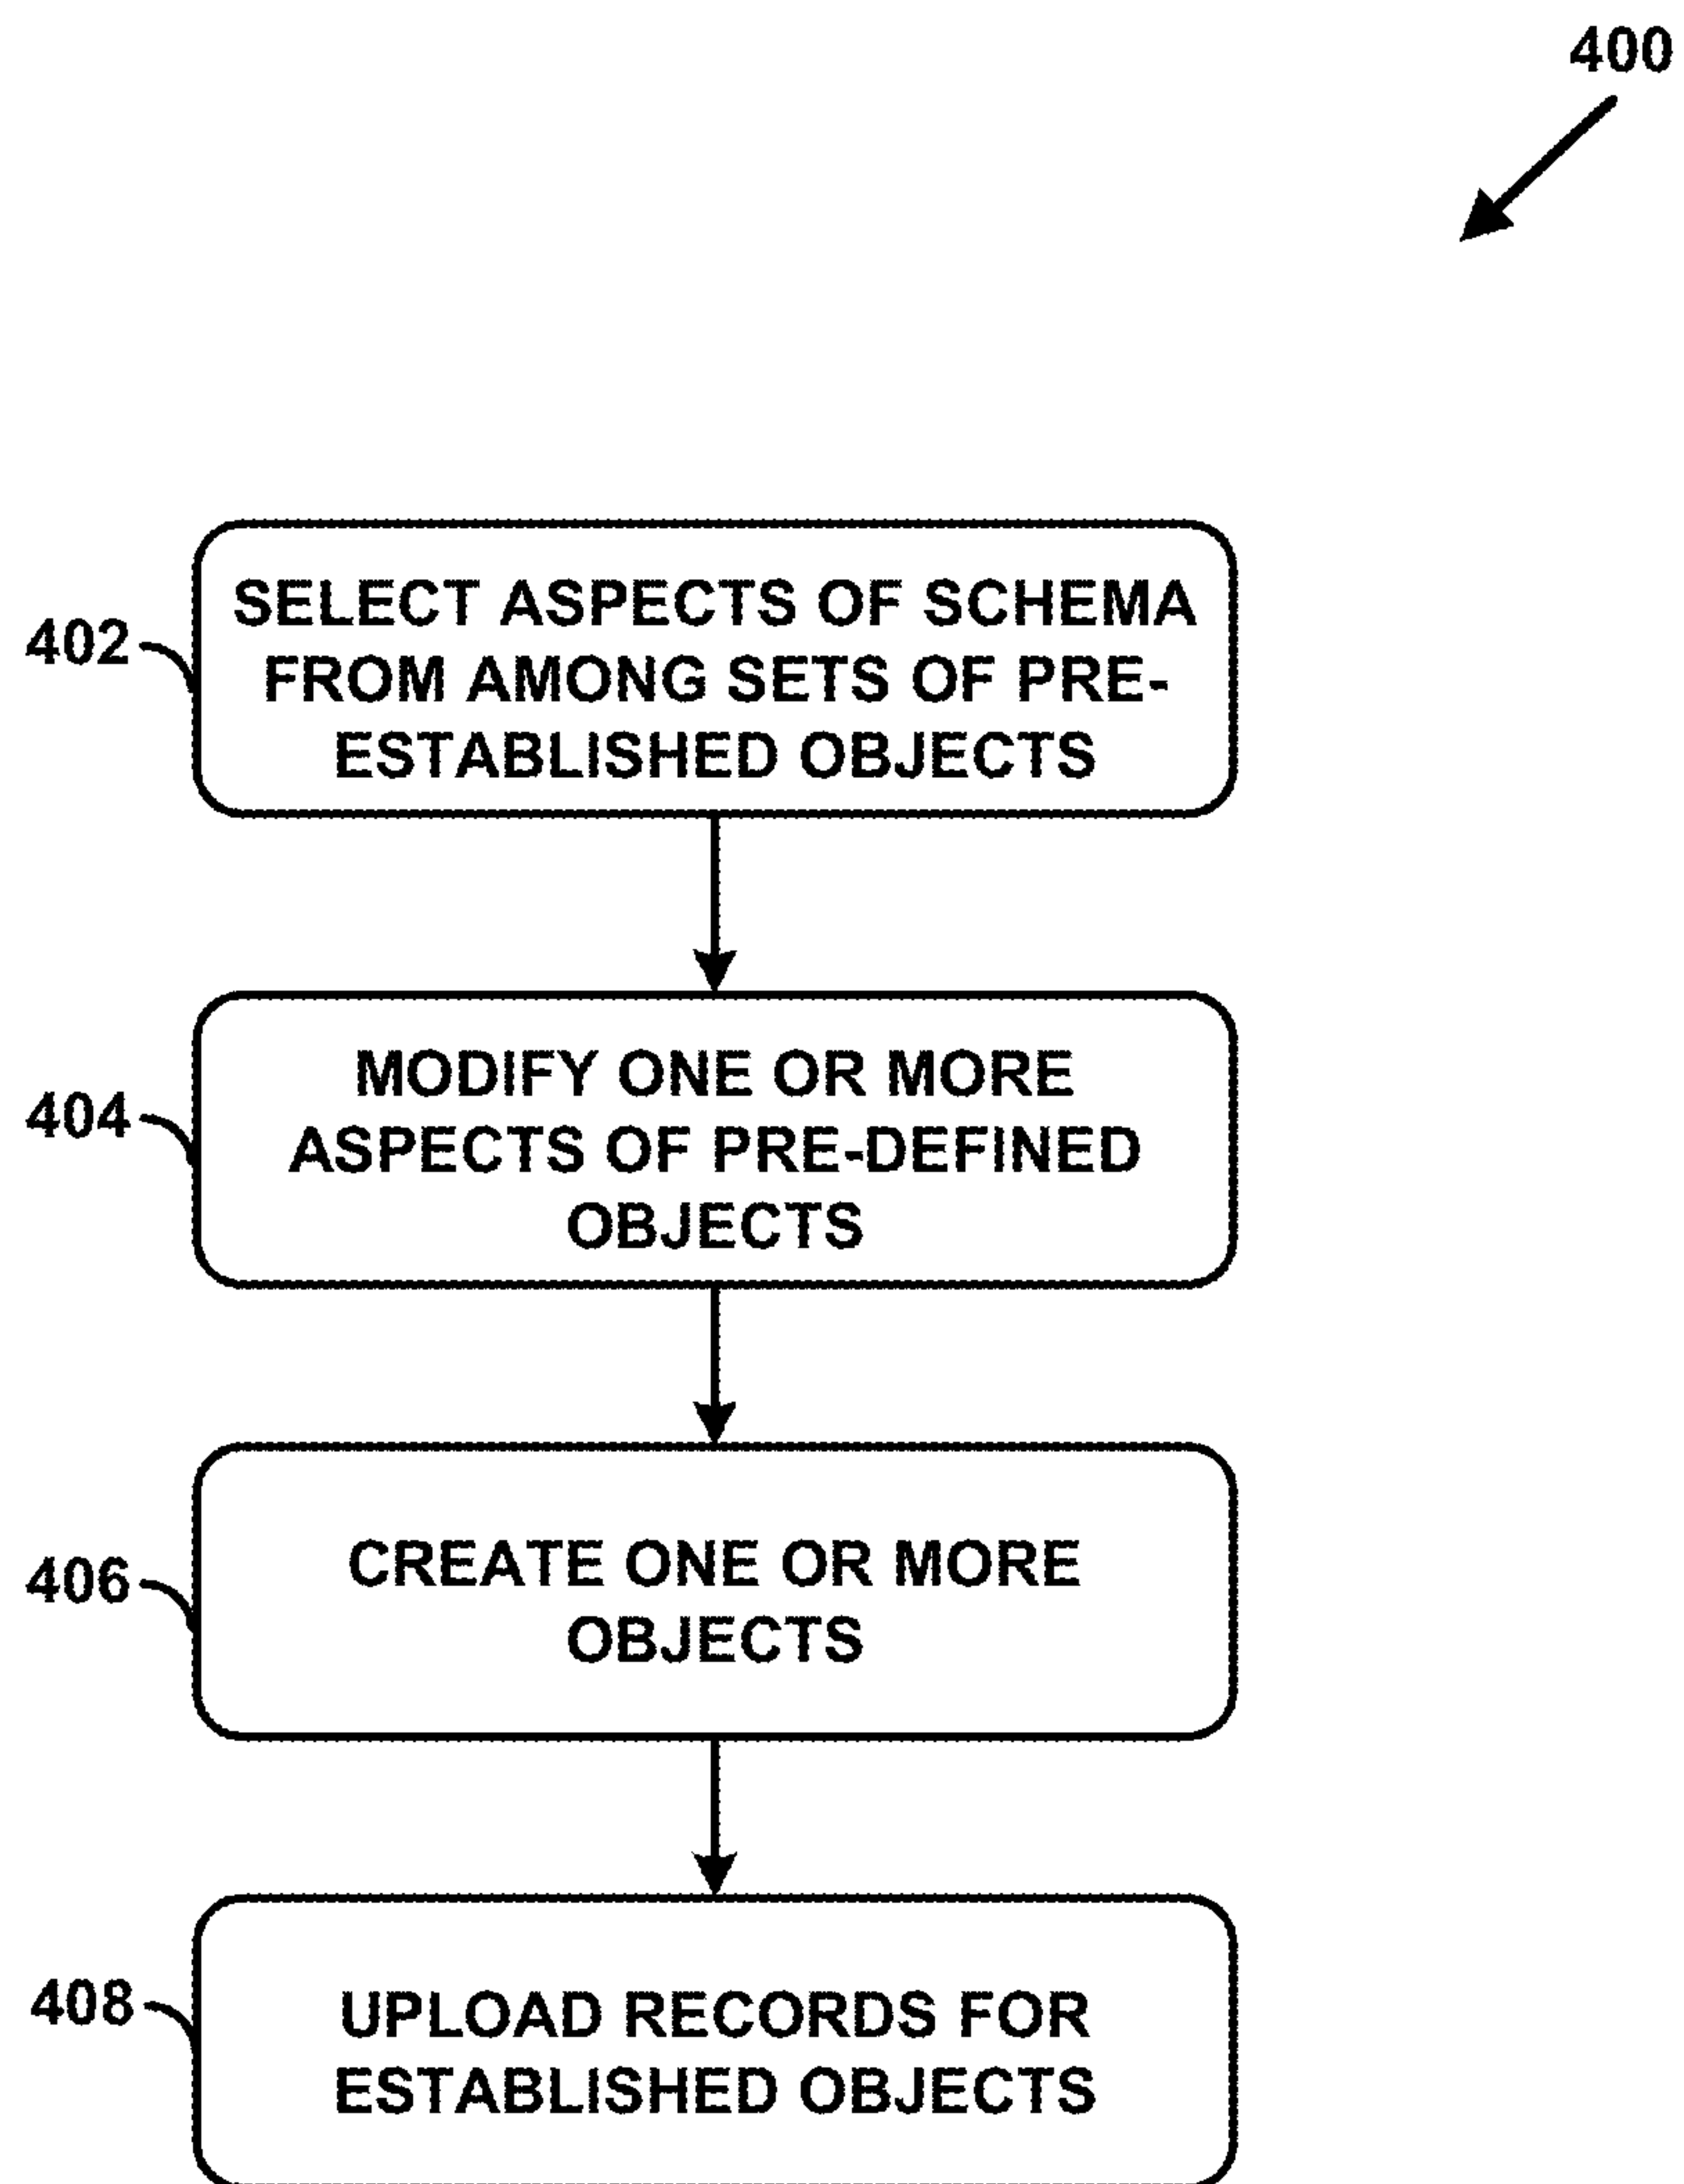 400
402
SELECT ASPECTS OF SCHEMA
FROM AMONG SETS OF PRE-
ESTABLISHED OBJECTS
404
MODIFY ONE OR MORE
ASPECTS OF PRE-DEFINED
OBJECTS
406
CREATE ONE OR MORE
OBJECTS
408
UPLOAD RECORDS FOR
ESTABLISHED OBJECTS